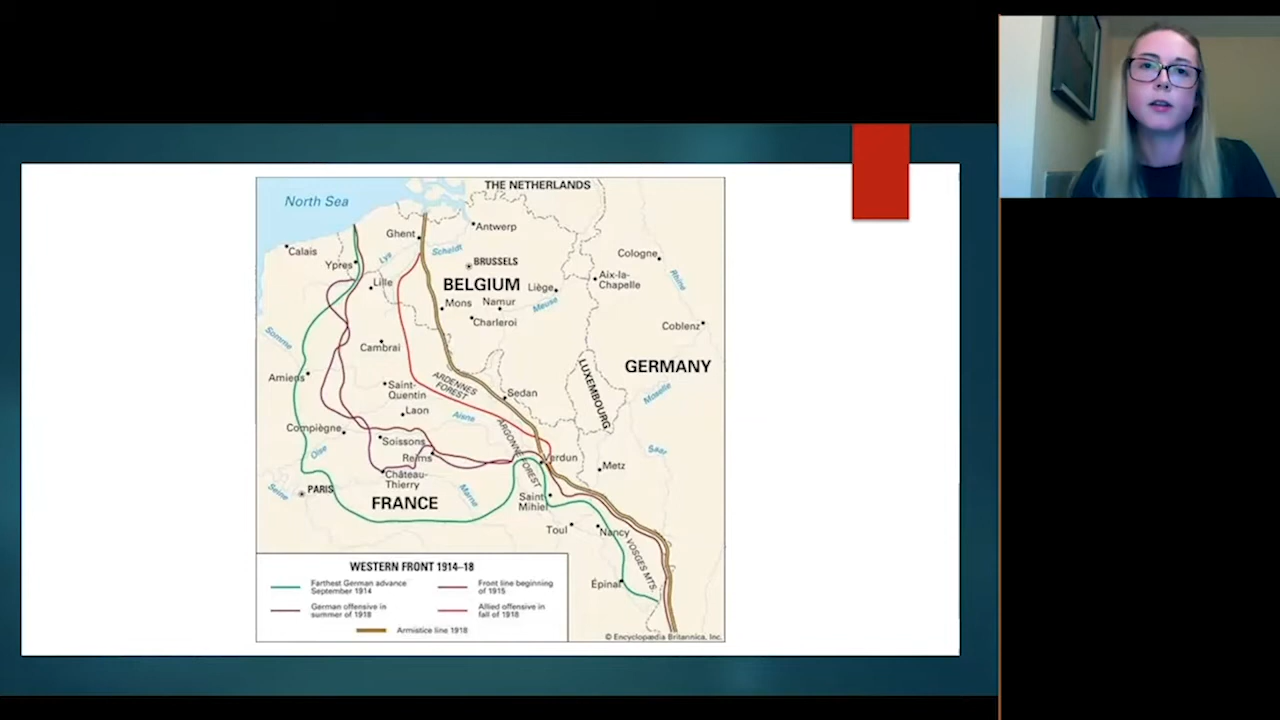 THE NETHERLANDS
North Sea
Antwerp
Ghent
Scheldt
Calais
Cologne
Ypres
Lys
BRUSSELS
Aix-la-
Chapelle
Rhine
Lille
BELGIUM
Liège
Mons
Namur
Meuse
Charleroi
Coblenz
Somme
Cambrai
GERMANY
Amiens
ARDENNES
FOREST
LUXEMBOURG
Saint-
Quentin
Sedan
Moselle
Laon
Aisne
Compiègne
Soissons
ARGONNE FOREST
Oise
Reims
Verdun
Saar
Metz
Château-
Thierry
Seine
PARIS
Marne
FRANCE
Saint
Mihiel
Toul
Nancy
VOSGES MTS.
Épinal
WESTERN FRONT 1914–18
Farthest German advance
September 1914
Front line beginning
of 1915
German offensive in
summer of 1918
Allied offensive in
fall of 1918
Armistice line 1918
© Encyclopædia Britannica, Inc.